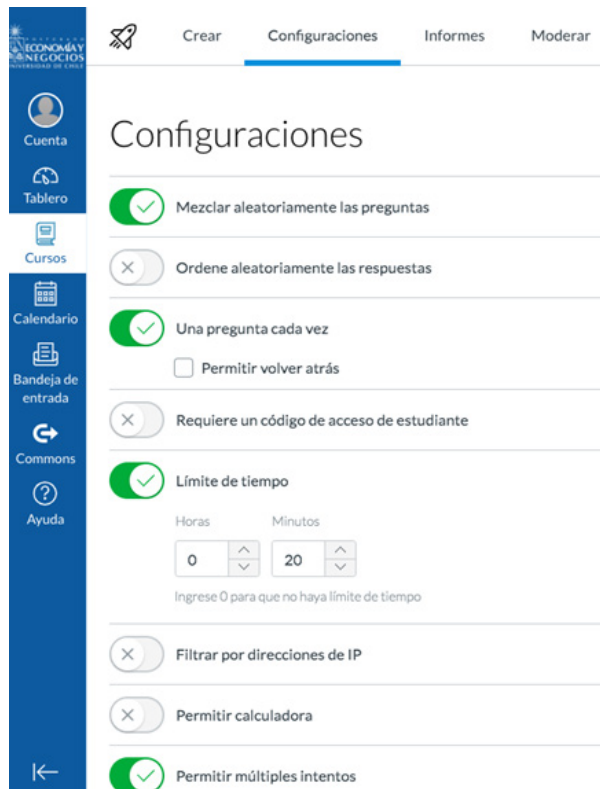 POSTGRADO
ECONOMÍA Y
NEGOCIOS
UNIVERSIDAD DE CHILE
Cuenta
Tablero
Cursos
Calendario
Bandeja de
entrada
Commons
Ayuda
Crear Configuraciones Informes Moderar
Configuraciones
Mezclar aleatoriamente las preguntas
Ordene aleatoriamente las respuestas
Una pregunta cada vez
Permitir volver atrás
Requiere un código de acceso de estudiante
Límite de tiempo
Horas Minutos
0 20
Ingrese 0 para que no haya límite de tiempo
Filtrar por direcciones de IP
Permitir calculadora
Permitir múltiples intentos